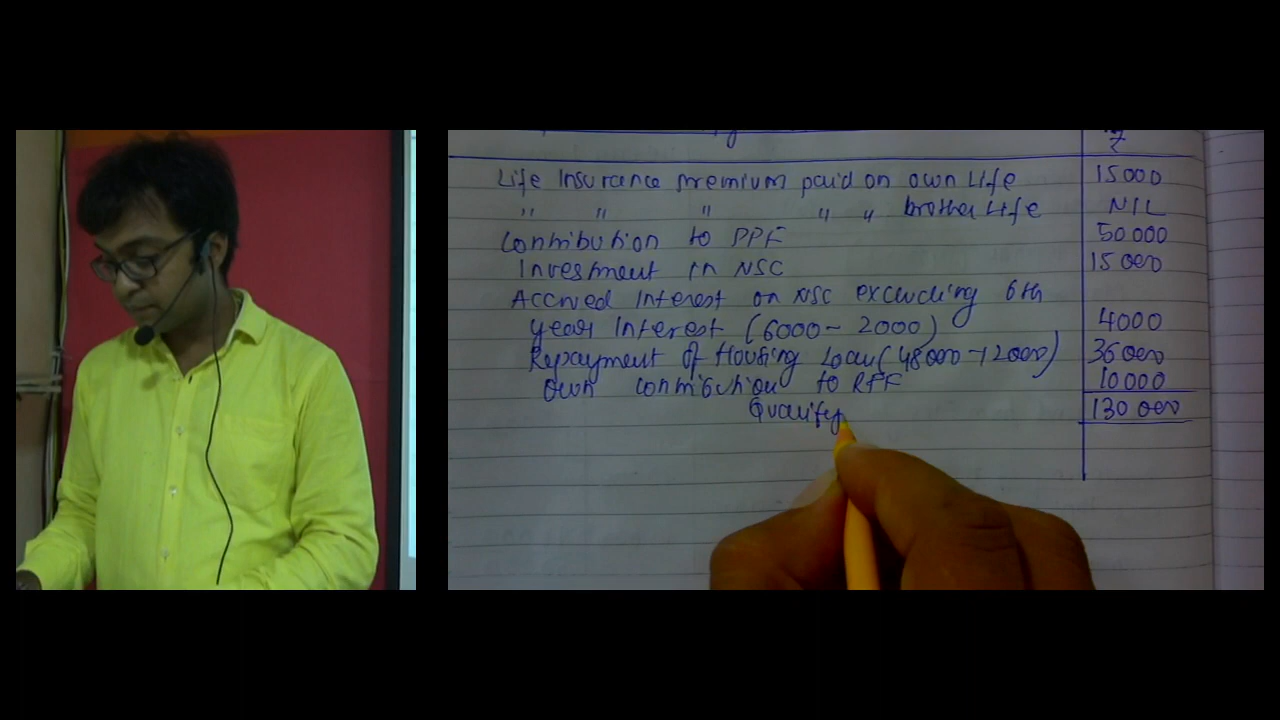 ₹
Life Insurance premium paid on own Life 15000
" " " " " brother Life NIL
Contribution to PPF 50000
Investment in NSC 15000
Accrued Interest on NSC excluding 6th
year Interest (6000-2000) 4000
Repayment of Housing Loan (48000-12000) 36000
Own contribution to RPF 10000
Qualify 130000